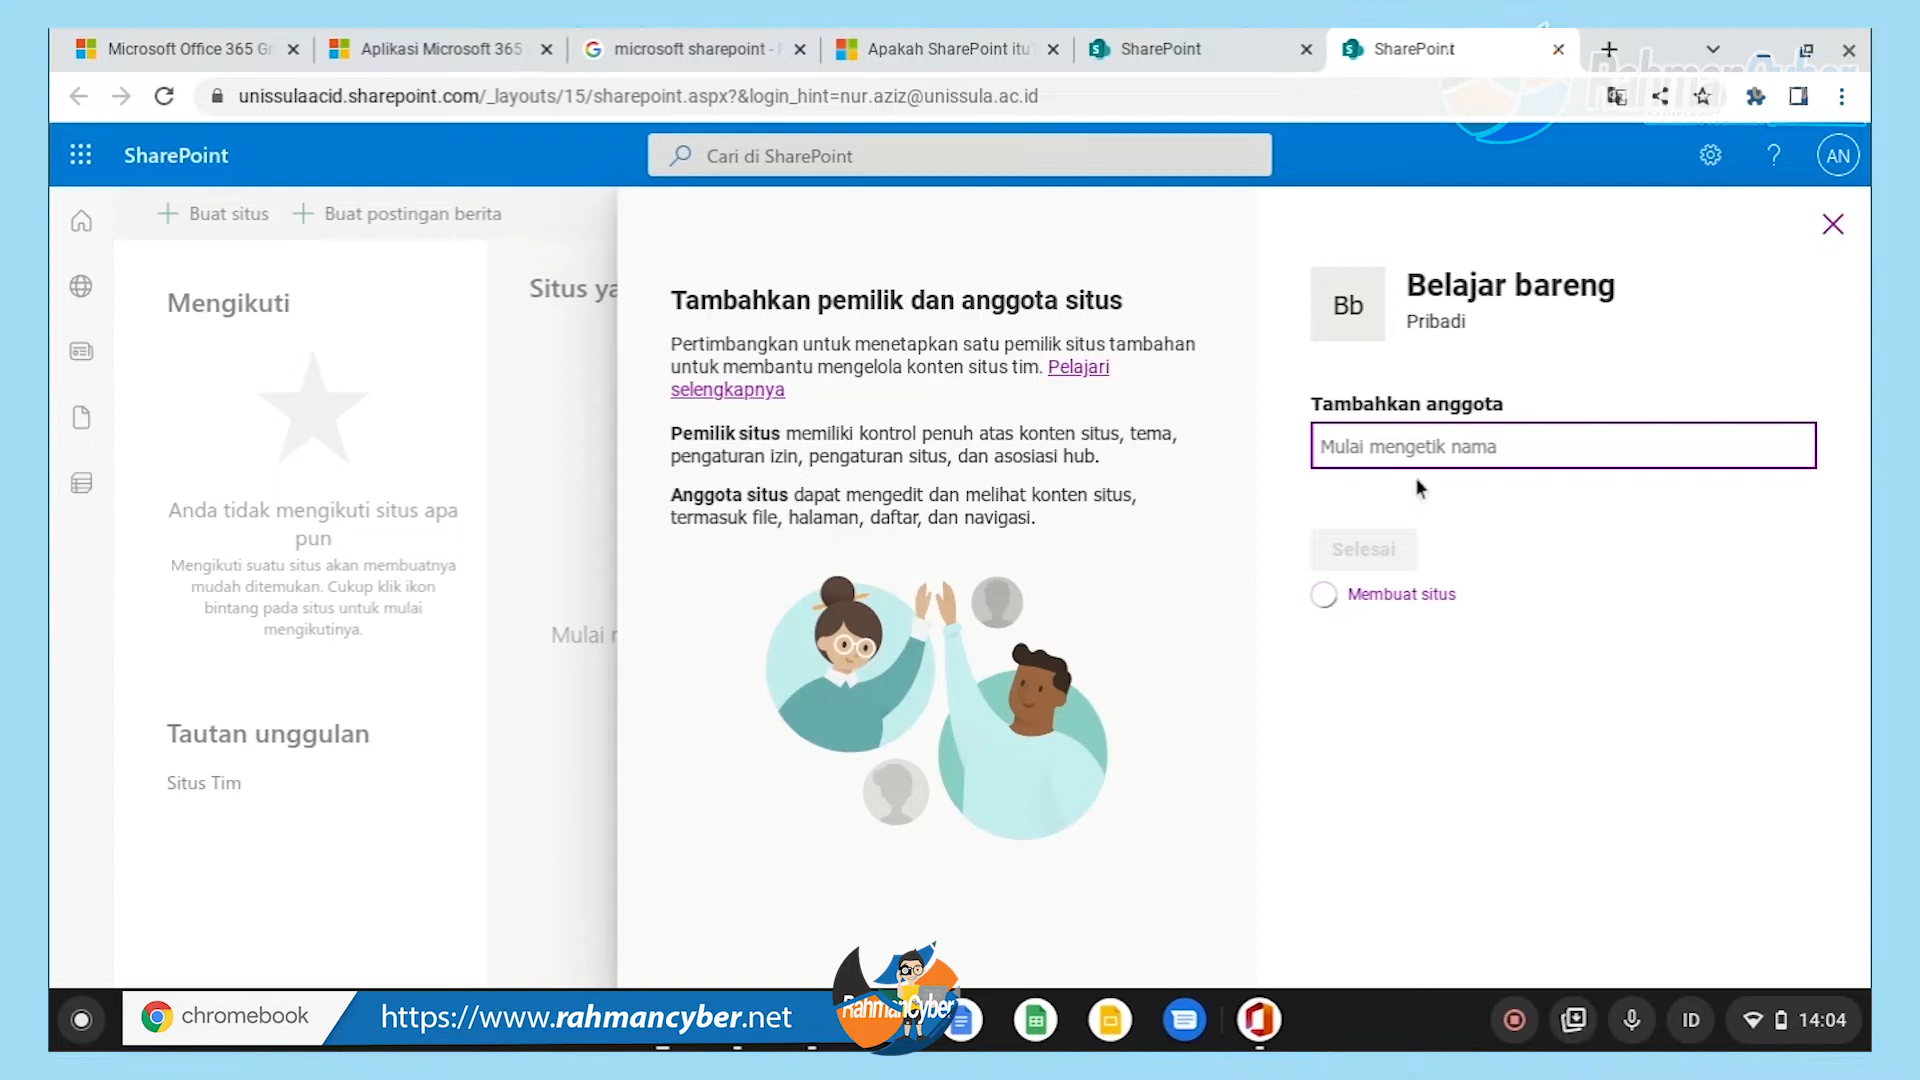 Microsoft Office 365 Gr
Aplikasi Microsoft 365
microsoft sharepoint -
Apakah SharePoint itu?
SharePoint
SharePoint
unissulaacid.sharepoint.com/_layouts/15/sharepoint.aspx?&login_hint=nur.aziz@unissula.ac.id
RahmanCyber
SharePoint
Cari di SharePoint
AN
Buat situs
Buat postingan berita
Mengikuti
Anda tidak mengikuti situs apa
pun
Mengikuti suatu situs akan membuatnya
mudah ditemukan. Cukup klik ikon
bintang pada situs untuk mulai
mengikutinya.
Tautan unggulan
Situs Tim
Situs ya
Mulai
Tambahkan pemilik dan anggota situs
Pertimbangkan untuk menetapkan satu pemilik situs tambahan
untuk membantu mengelola konten situs tim. Pelajari
selengkapnya
Pemilik situs memiliki kontrol penuh atas konten situs, tema,
pengaturan izin, pengaturan situs, dan asosiasi hub.
Anggota situs dapat mengedit dan melihat konten situs,
termasuk file, halaman, daftar, dan navigasi.
Bb
Belajar bareng
Pribadi
Tambahkan anggota
Mulai mengetik nama
Selesai
Membuat situs
chromebook
https://www.rahmancyber.net
RahmanCyber
ID
14:04